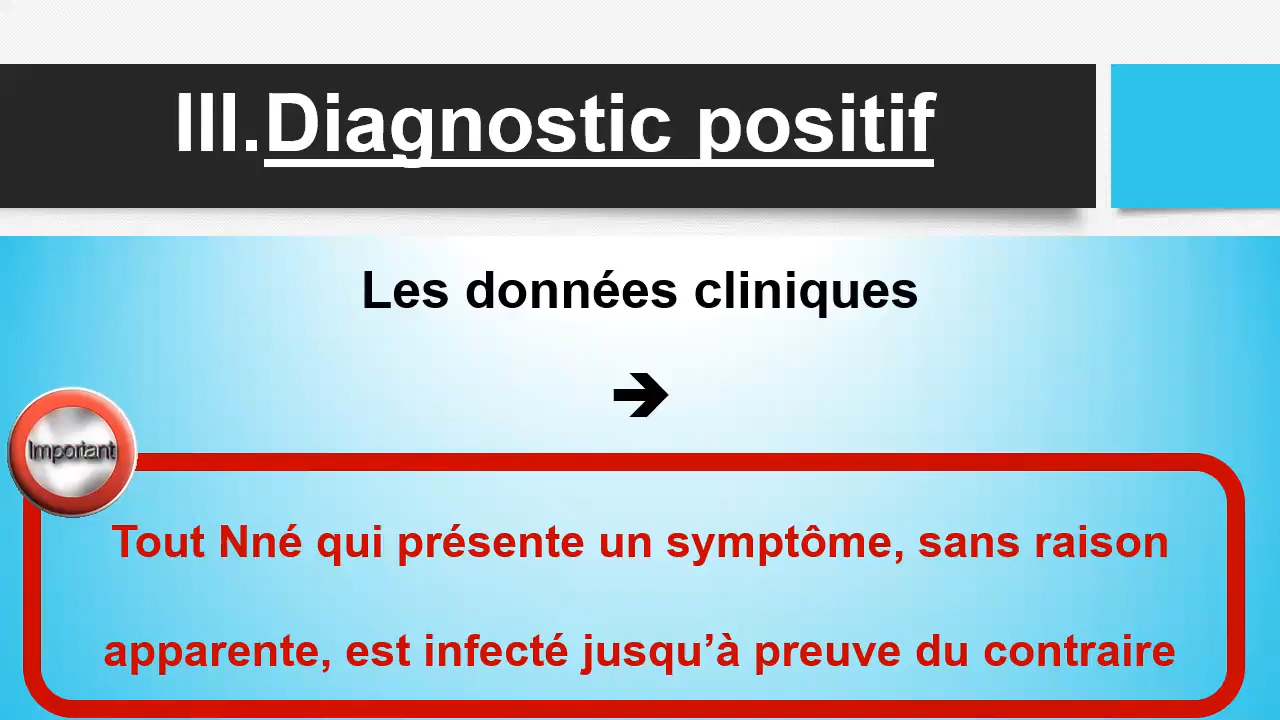 III.Diagnostic positif
Les données cliniques
➔
Important
Tout Nné qui présente un symptôme, sans raison
apparente, est infecté jusqu’à preuve du contraire